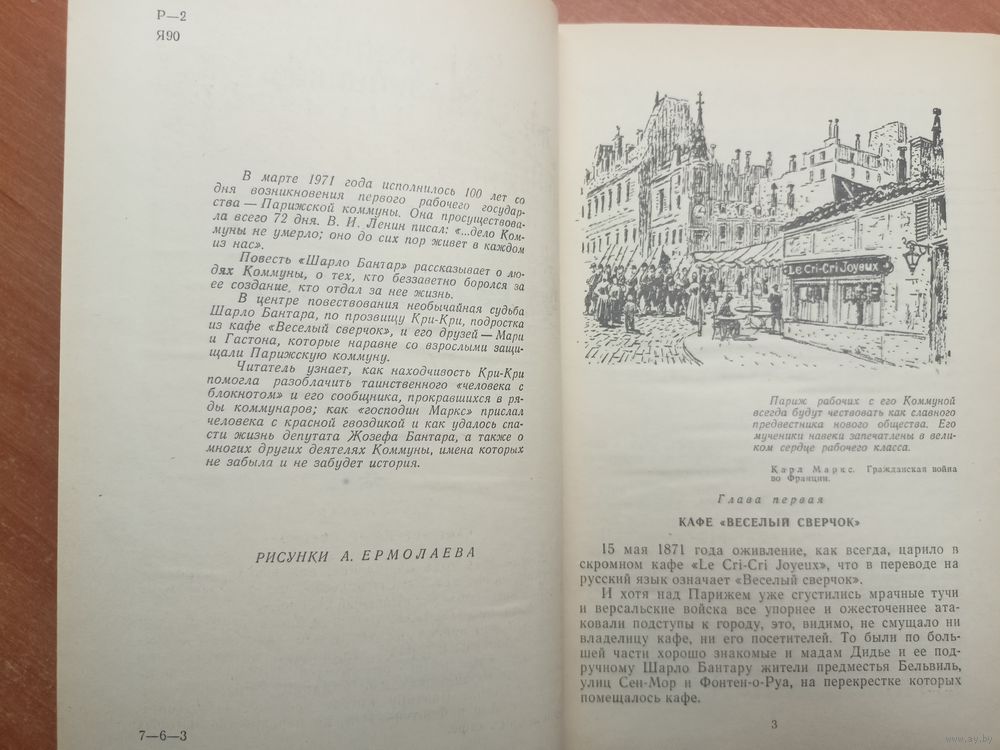 Р—2
Я90
В марте 1971 года исполнилось 100 лет со
дня возникновения первого рабочего государ-
ства — Парижской коммуны. Она просуществова-
ла всего 72 дня. В. И. Ленин писал: «...дело Ком-
муны не умерло; оно до сих пор живет в каждом
из нас».
Повесть «Шарло Бантар» рассказывает о лю-
дях Коммуны, о тех, кто беззаветно боролся за
ее создание, кто отдал за нее жизнь.
В центре повествования необычайная судьба
Шарло Бантара, по прозвищу Кри-Кри, подростка
из кафе «Веселый сверчок», и его друзей — Мари
и Гастона, которые наравне со взрослыми защи-
щали Парижскую коммуну.
Читатель узнает, как находчивость Кри-Кри
помогла разоблачить таинственного «человека с
блокнотом» и его сообщника, прокравшихся в ря-
ды коммунаров; как «господин Маркс» прислал
человека с красной гвоздикой и как удалось спа-
сти жизнь депутата Жозефа Бантара, а также о
многих других деятелях Коммуны, имена которых
не забыла и не забудет история.
РИСУНКИ А. ЕРМОЛАЕВА
7—6—3
Le Cri-Cri Joyeux
Париж рабочих с его Коммуной
всегда будут чествовать как славного
предвестника нового общества. Его
мученики навеки запечатлены в вели-
ком сердце рабочего класса.
Карл Маркс. Гражданская война
во Франции.
Глава первая
КАФЕ «ВЕСЕЛЫЙ СВЕРЧОК»
15 мая 1871 года оживление, как всегда, царило в
скромном кафе «Le Cri-Cri Joyeux», что в переводе на
русский язык означает «Веселый сверчок».
И хотя над Парижем уже сгустились мрачные тучи
и версальские войска все упорнее и ожесточеннее ата-
ковали подступы к городу, это, видимо, не смущало ни
владелицу кафе, ни его посетителей. То были по боль-
шей части хорошо знакомые и мадам Дидье и ее под-
ручному Шарло Бантару жители предместья Бельвиль,
улиц Сен-Мор и Фонтен-о-Руа, на перекрестке которых
помещалось кафе.
3
www.ay.by